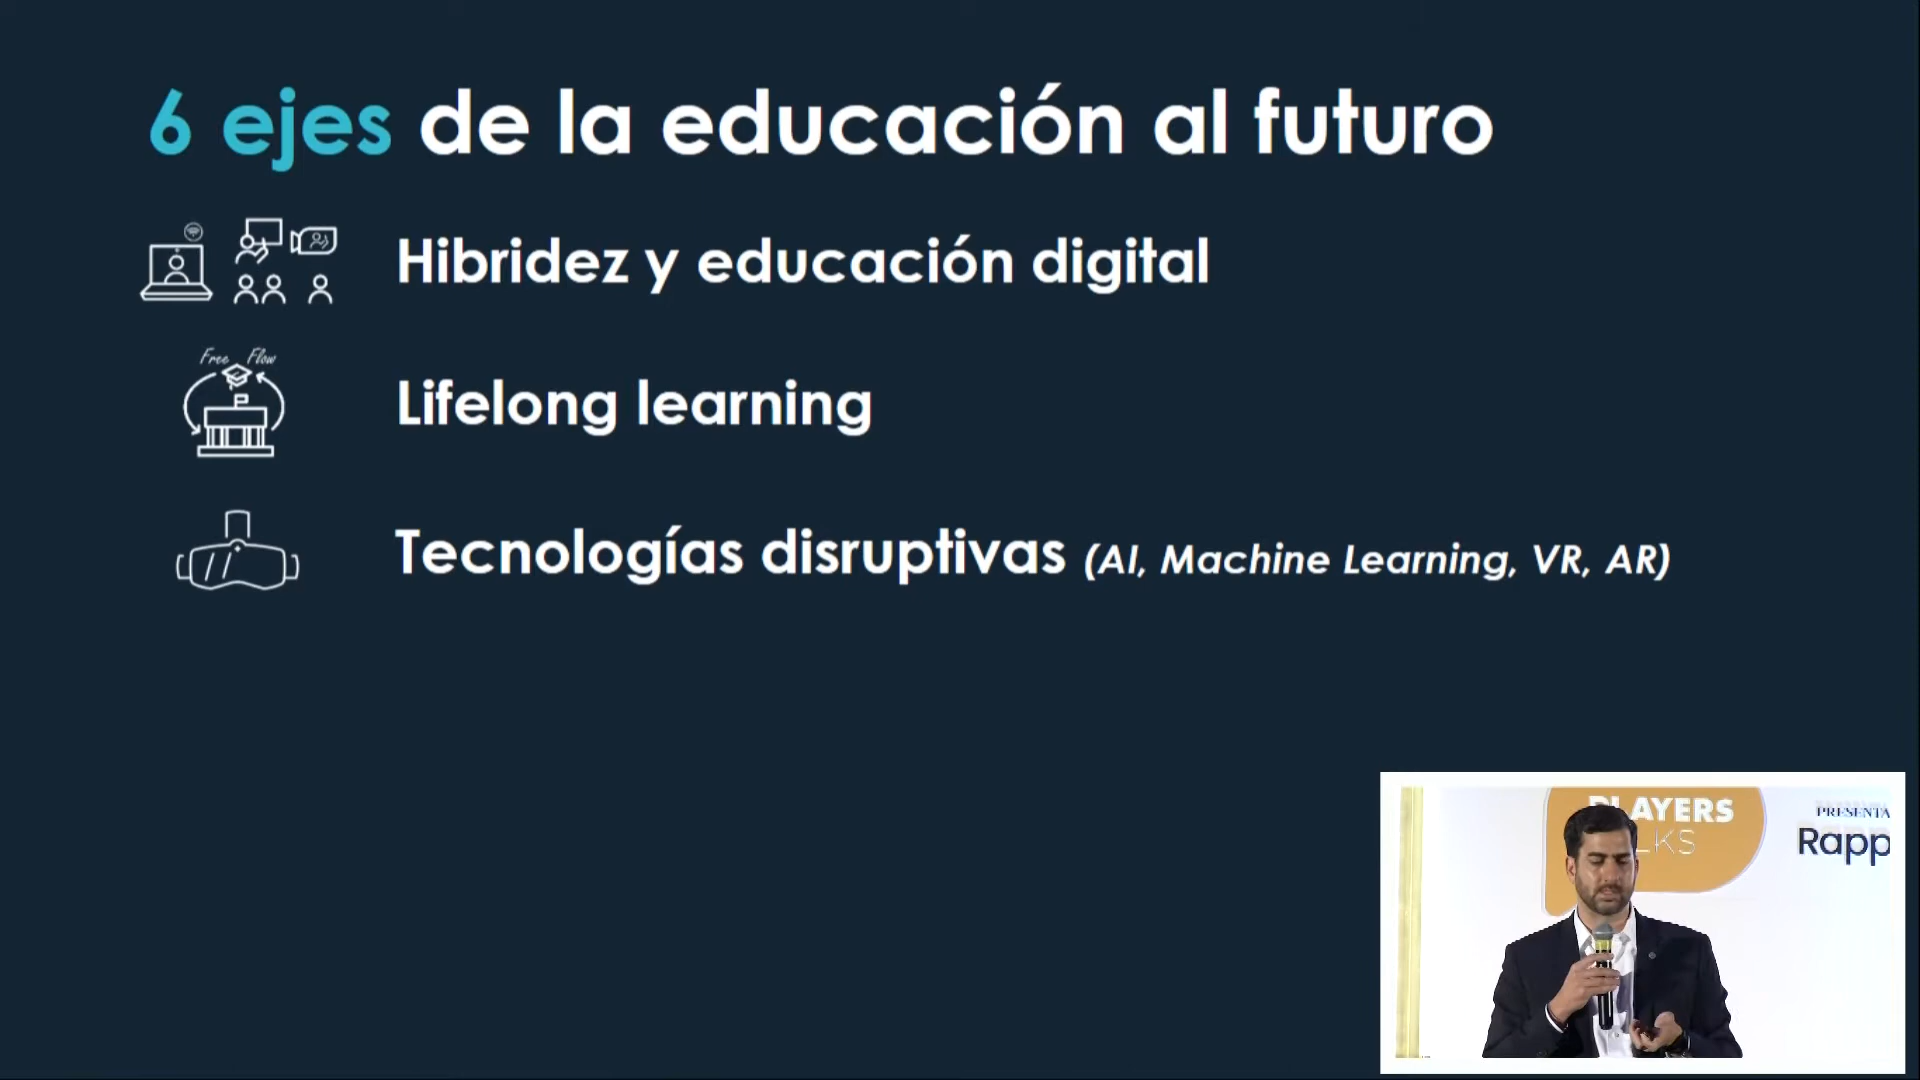 6 ejes de la educación al futuro
Free Flow
Hibridez y educación digital
Lifelong learning
Tecnologías disruptivas (AI, Machine Learning, VR, AR)
PLAYERS
PRESENTA
Rapp